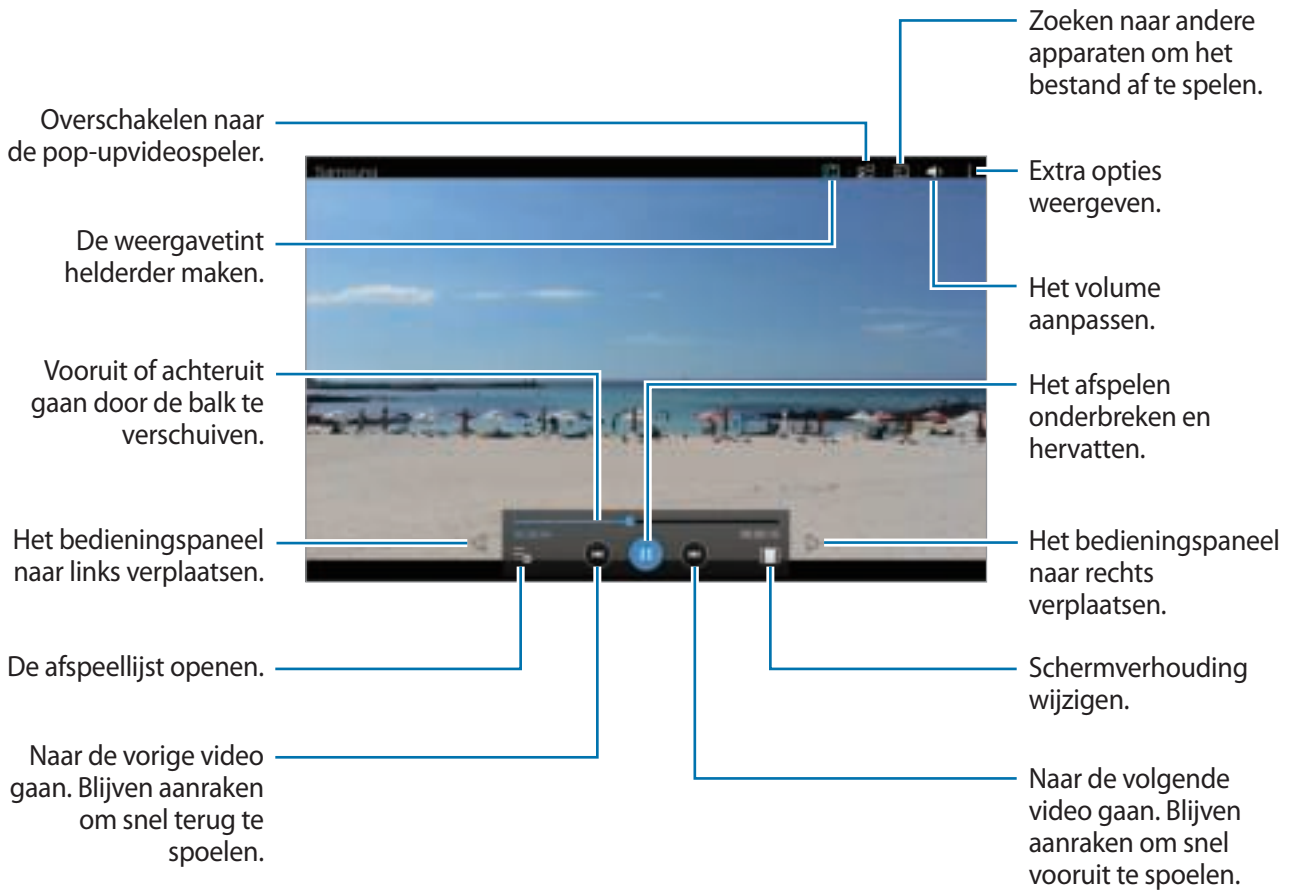 Zoeken naar andere
apparaten om het
bestand af te spelen.
Overschakelen naar
de pop-upvideospeler.
Samsung
Extra opties
weergeven.
De weergavetint
helderder maken.
Het volume
aanpassen.
Vooruit of achteruit
gaan door de balk te
verschuiven.
Het afspelen
onderbreken en
hervatten.
Het bedieningspaneel
naar links verplaatsen.
Het bedieningspaneel
naar rechts
verplaatsen.
De afspeellijst openen.
Schermverhouding
wijzigen.
Naar de vorige video
gaan. Blijven aanraken
om snel terug te
spoelen.
Naar de volgende
video gaan. Blijven
aanraken om snel
vooruit te spoelen.